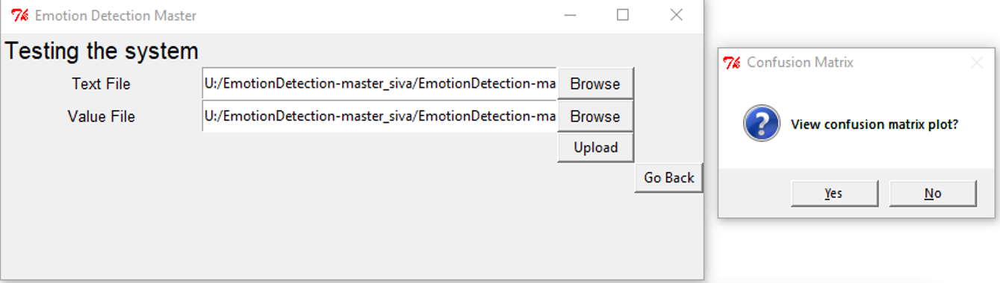 Emotion Detection Master
Testing the system
Text File U:/EmotionDetection-master_siva/EmotionDetection-ma Browse
Value File U:/EmotionDetection-master_siva/EmotionDetection-ma Browse
Upload
Go Back
Confusion Matrix
View confusion matrix plot?
Yes No